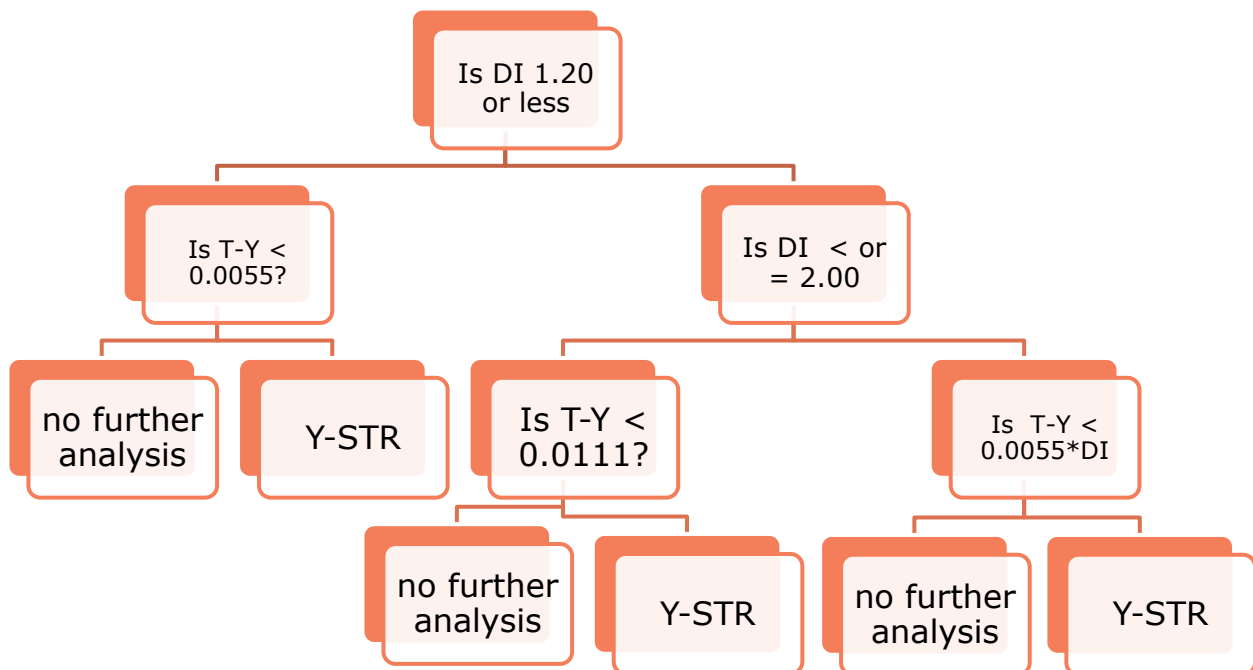 Is DI 1.20
or less
Is T-Y <
0.0055?
Is DI  < or
= 2.00
no further
analysis
Y-STR
Is T-Y <
0.0111?
Is  T-Y <
0.0055*DI
no further
analysis
Y-STR
no further
analysis
Y-STR